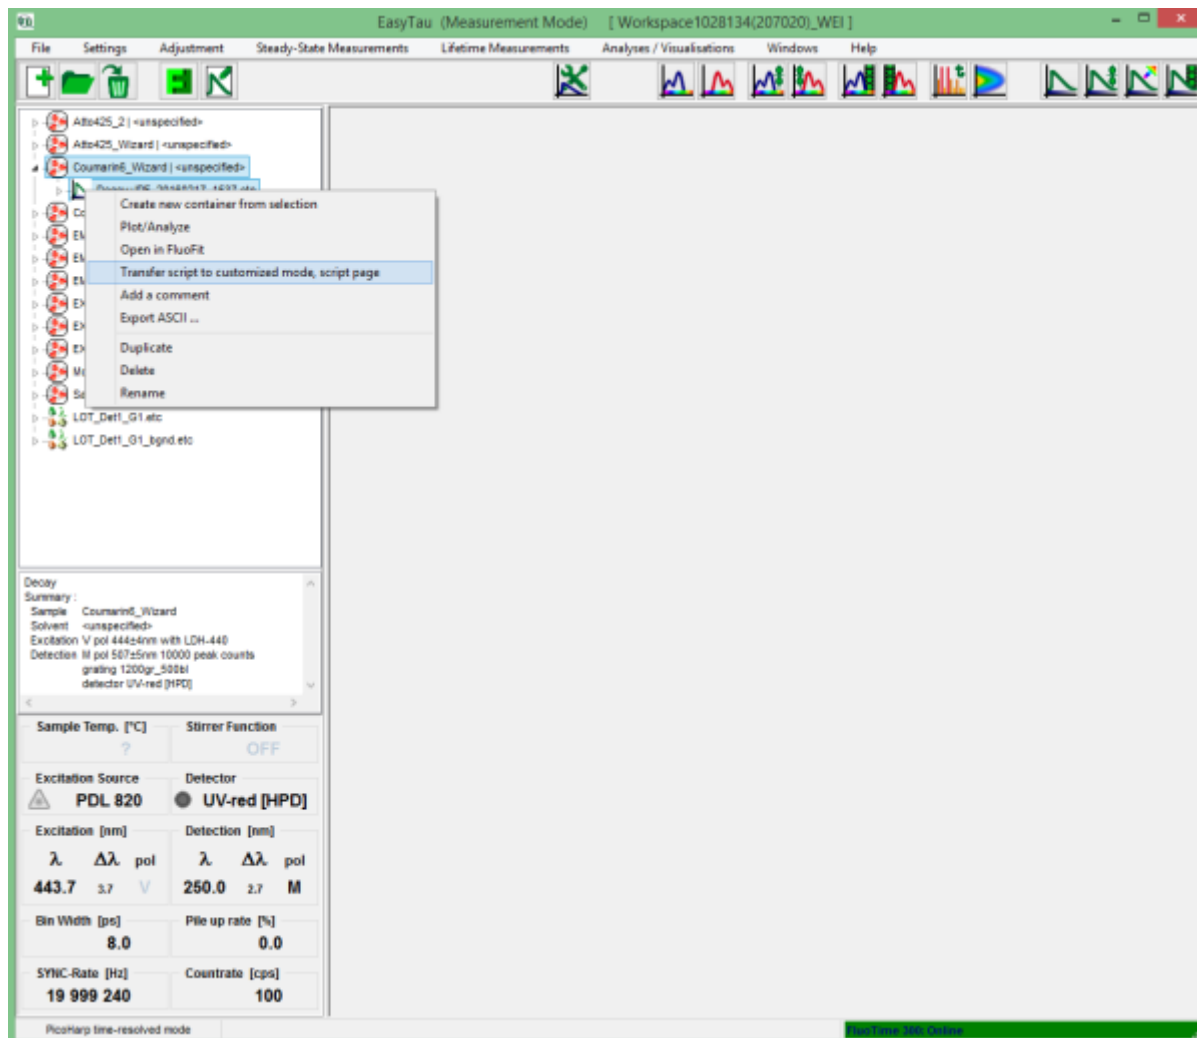 EasyTau (Measurement Mode) [ Workspace1028134(207020)_WEI ]
File Settings Adjustment Steady-State Measurements Lifetime Measurements Analyses / Visualisations Windows Help
Atto425_2 | <unspecified>
Atto425_Wizard | <unspecified>
Coumarin6_Wizard | <unspecified>
Create new container from selection
Plot/Analyze
Open in FluoFit
Transfer script to customized mode, script page
Add a comment
Export ASCII ...
Duplicate
Delete
Rename
LOT_Det1_G1.etc
LOT_Det1_G1_bgnd.etc
Decay
Summary :
Sample Coumarin6_Wizard
Solvent <unspecified>
Excitation V pol 444±4nm with LDH-440
Detection M pol 507±5nm 10000 peak counts
grating 1200gr_500bl
detector UV-red [HPD]
Sample Temp. [°C] Stirrer Function
? OFF
Excitation Source Detector
PDL 820 UV-red [HPD]
Excitation [nm] Detection [nm]
λ Δλ pol λ Δλ pol
443.7 3.7 V 250.0 2.7 M
Bin Width [ps] Pile up rate [%]
8.0 0.0
SYNC-Rate [Hz] Countrate [cps]
19 999 240 100
PicoHarp time-resolved mode FluoTime 300: Online